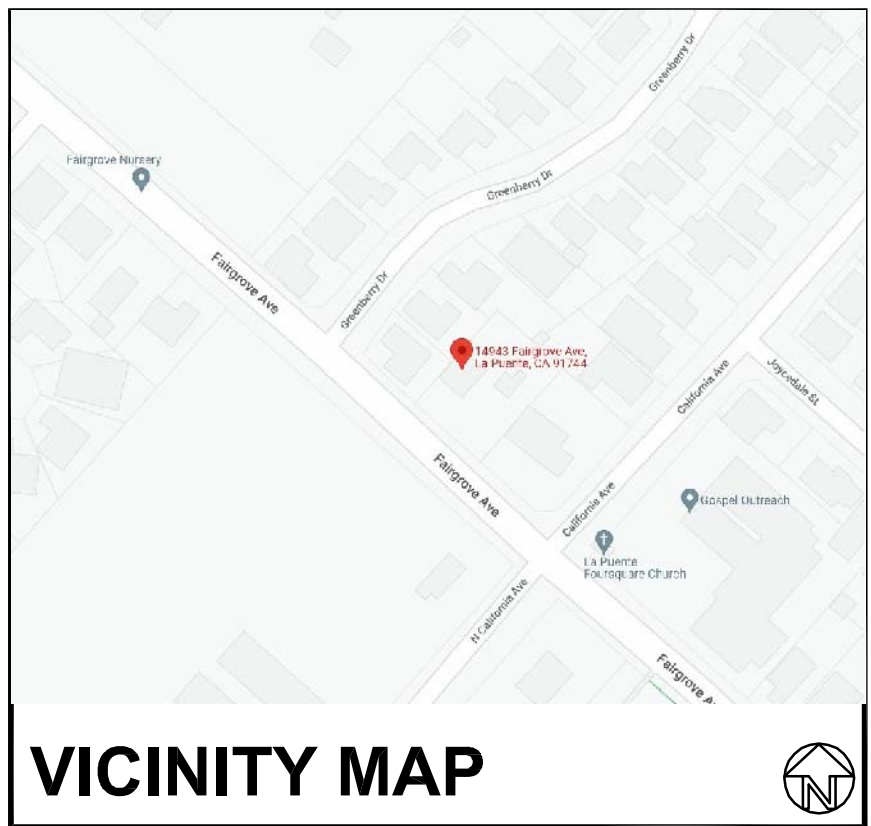 Greenberry Dr
Fairgrove Nursery
Greenberry Dr
Fairgrove Ave
Greenberry Dr
14943 Fairgrove Ave,
La Puente, CA 91744
California Ave
Joycedale St
Fairgrove Ave
California Ave
Gospel Outreach
La Puente
Foursquare Church
N California Ave
Fairgrove A
VICINITY MAP
N